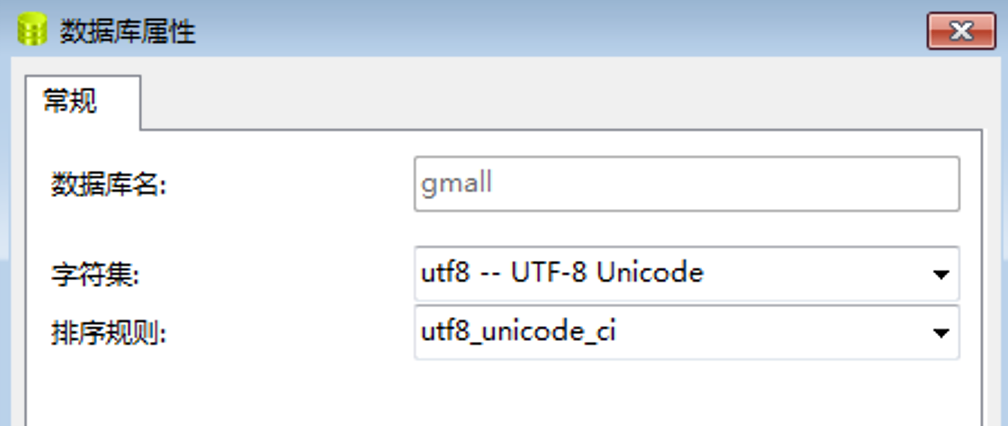 数据库属性
常规
数据库名: gmall
字符集: utf8 -- UTF-8 Unicode
排序规则: utf8_unicode_ci